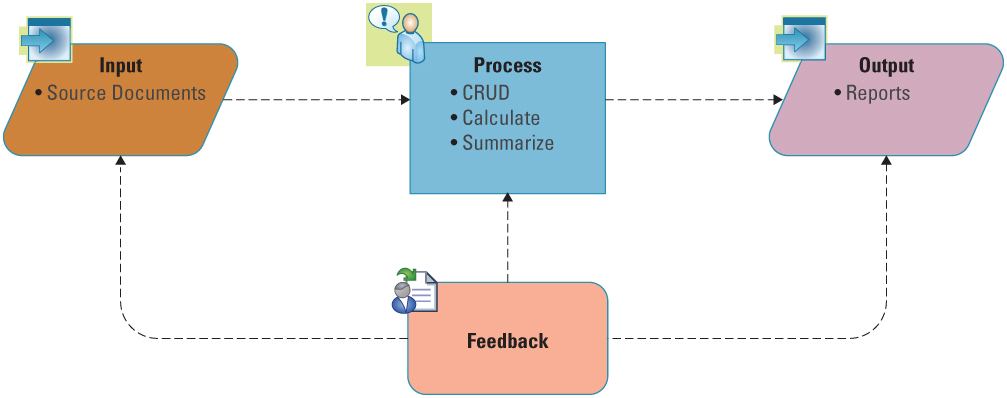 Input
• Source Documents
Process
• CRUD
• Calculate
• Summarize
Output
• Reports
Feedback